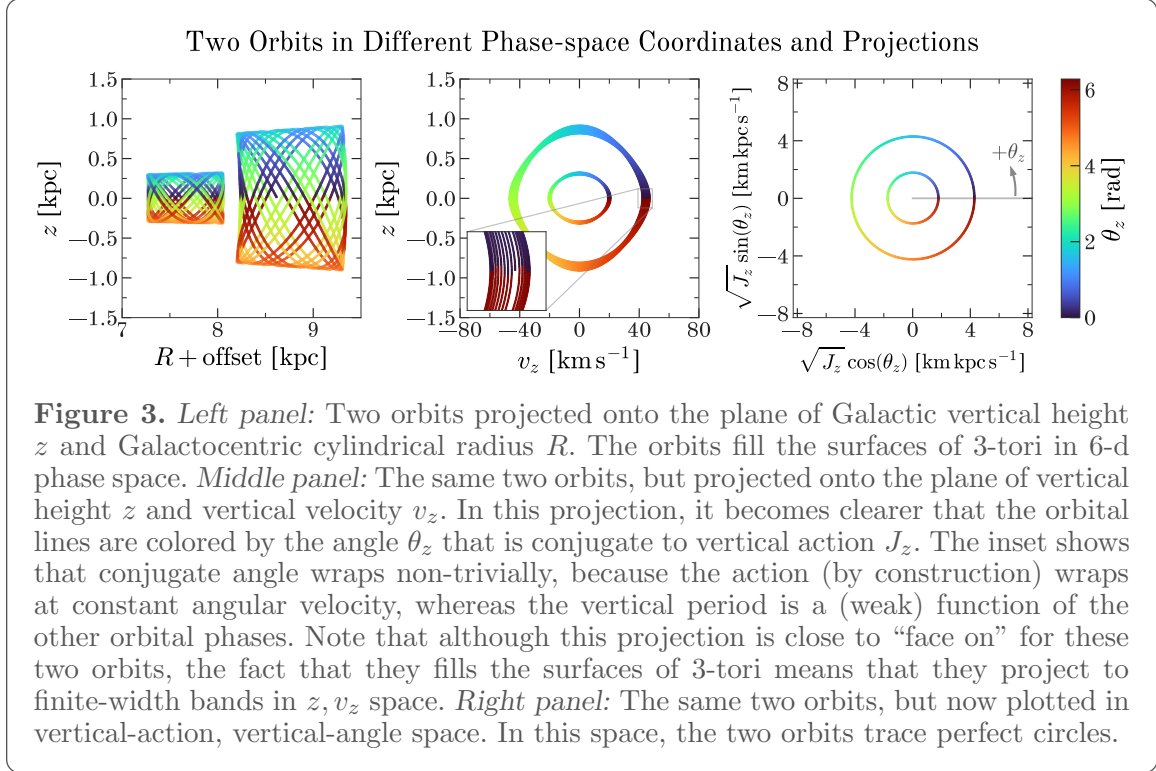 Two Orbits in Different Phase-space Coordinates and Projections
1.5
1.0
0.5
0.0
−0.5
−1.0
−1.5
z [kpc]
7
8
9
R + offset [kpc]
1.5
1.0
0.5
0.0
−0.5
−1.0
−1.5
z [kpc]
−80
−40
0
40
80
v_z [km s⁻¹]
8
4
0
−4
−8
√J_z sin(θ_z) [km kpc s⁻¹]
+θ_z
−8
−4
0
4
8
√J_z cos(θ_z) [km kpc s⁻¹]
6
4
2
0
θ_z [rad]
Figure 3. Left panel: Two orbits projected onto the plane of Galactic vertical height
z and Galactocentric cylindrical radius R. The orbits fill the surfaces of 3-tori in 6-d
phase space. Middle panel: The same two orbits, but projected onto the plane of vertical
height z and vertical velocity v_z. In this projection, it becomes clearer that the orbital
lines are colored by the angle θ_z that is conjugate to vertical action J_z. The inset shows
that conjugate angle wraps non-trivially, because the action (by construction) wraps
at constant angular velocity, whereas the vertical period is a (weak) function of the
other orbital phases. Note that although this projection is close to “face on” for these
two orbits, the fact that they fills the surfaces of 3-tori means that they project to
finite-width bands in z, v_z space. Right panel: The same two orbits, but now plotted in
vertical-action, vertical-angle space. In this space, the two orbits trace perfect circles.